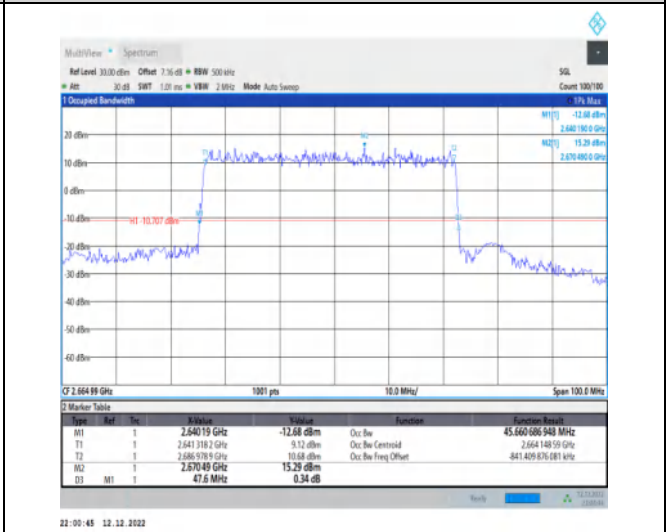 MultiView Spectrum
Ref Level 30.00 dBm Offset 7.16 dB RBW 500 kHz SGL
Att 30 dB SWT 1.01 ms VBW 2 MHz Mode Auto Sweep Count 100/100
1 Occupied Bandwidth 1Pk Max
M1[1] -12.68 dBm
2.640 190 0 GHz
M2[1] 15.29 dBm
2.670 490 0 GHz
20 dBm
10 dBm
0 dBm
-10 dBm
H1 -10.707 dBm
-20 dBm
-30 dBm
-40 dBm
-50 dBm
-60 dBm
CF 2.664 99 GHz 1001 pts 10.0 MHz/ Span 100.0 MHz
2 Marker Table
Type Ref Trc X-Value Y-Value Function Function Result
M1 1 2.640 19 GHz -12.68 dBm Occ Bw 45.660 686 948 MHz
T1 1 2.641 318 2 GHz 9.12 dBm Occ Bw Centroid 2.664 148 59 GHz
T2 1 2.686 978 9 GHz 10.68 dBm Occ Bw Freq Offset -841.409 876 081 kHz
M2 1 2.670 49 GHz 15.29 dBm
D3 M1 1 47.6 MHz 0.34 dB
Ready
22:00:45 12.12.2022